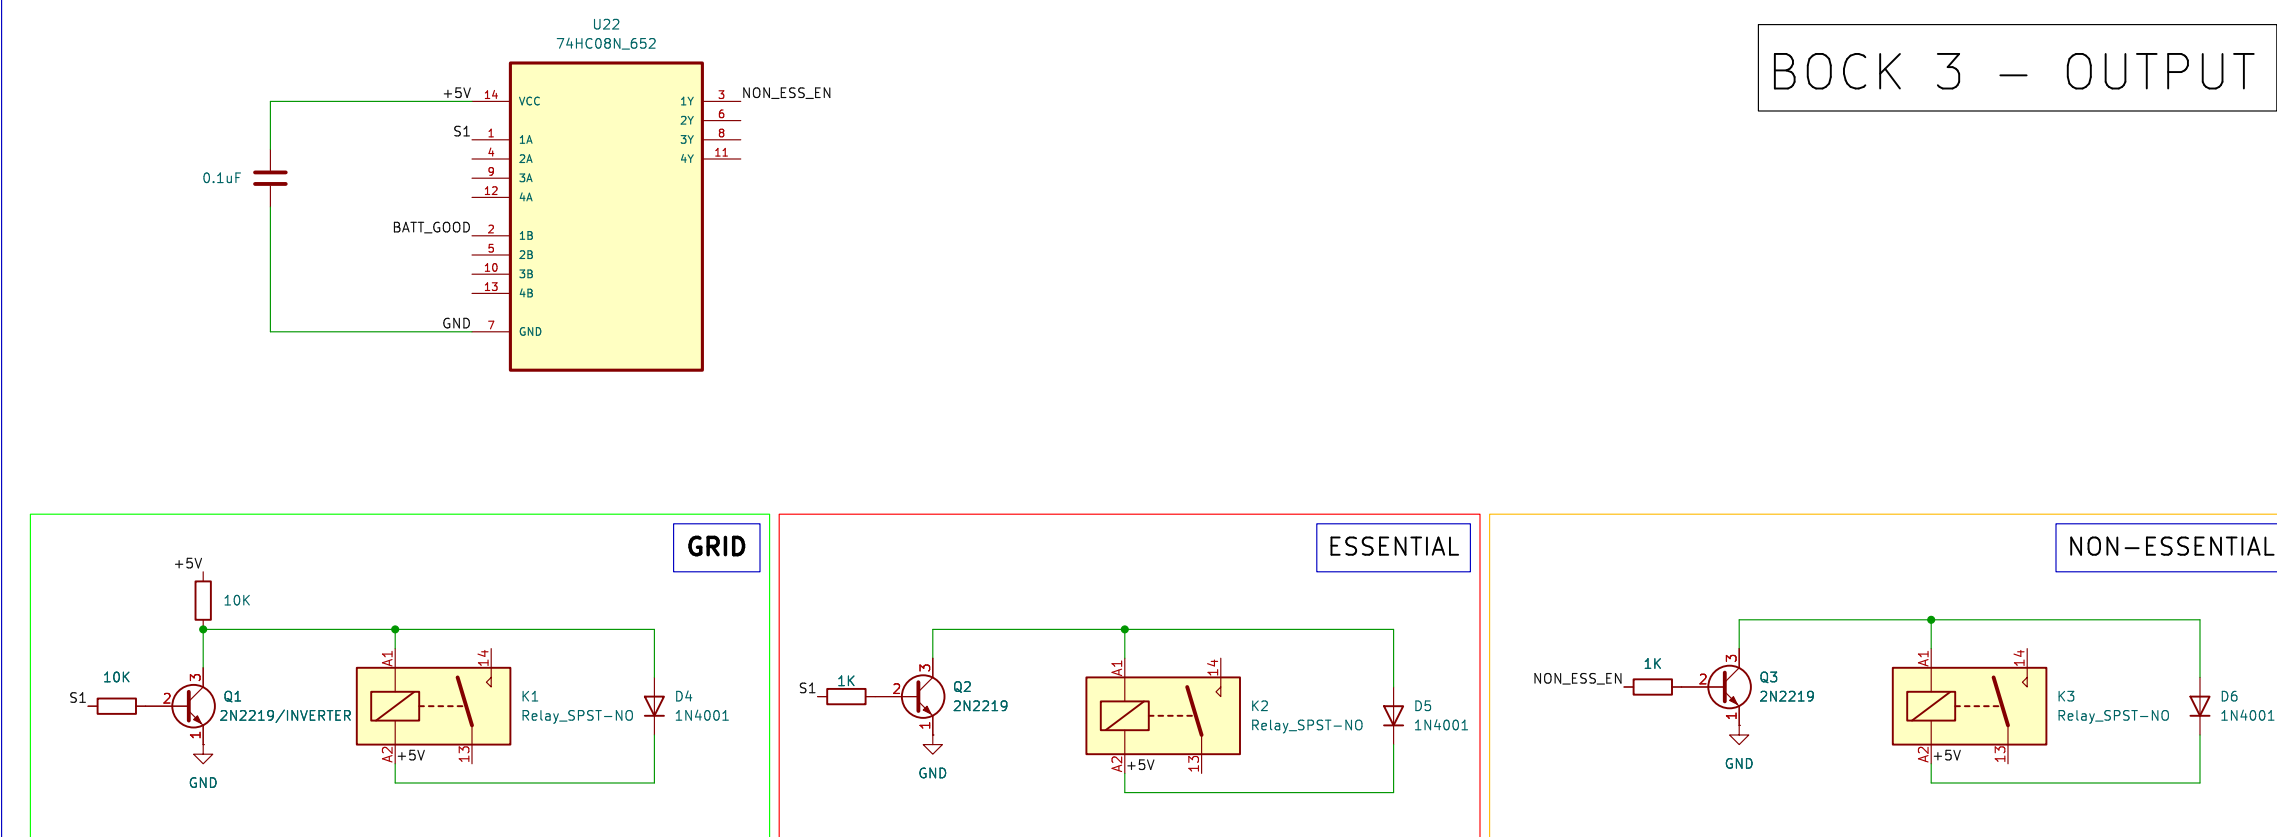 U22
74HC08N_652
BOCK 3 - OUTPUT
+5V
14
VCC
1Y
3
NON_ESS_EN
2Y
6
S1
1
1A
3Y
8
4
2A
4Y
11
0.1uF
9
3A
12
4A
BATT_GOOD
2
1B
5
2B
10
3B
13
4B
GND
7
GND
GRID
+5V
10K
10K
S1
2
3
1
Q1
2N2219/INVERTER
GND
A1
14
A2
+5V
13
K1
Relay_SPST-NO
D4
1N4001
ESSENTIAL
S1
1K
2
3
1
Q2
2N2219
GND
A1
14
A2
+5V
13
K2
Relay_SPST-NO
D5
1N4001
NON-ESSENTIAL
NON_ESS_EN
1K
2
3
1
Q3
2N2219
GND
A1
14
A2
+5V
13
K3
Relay_SPST-NO
D6
1N4001